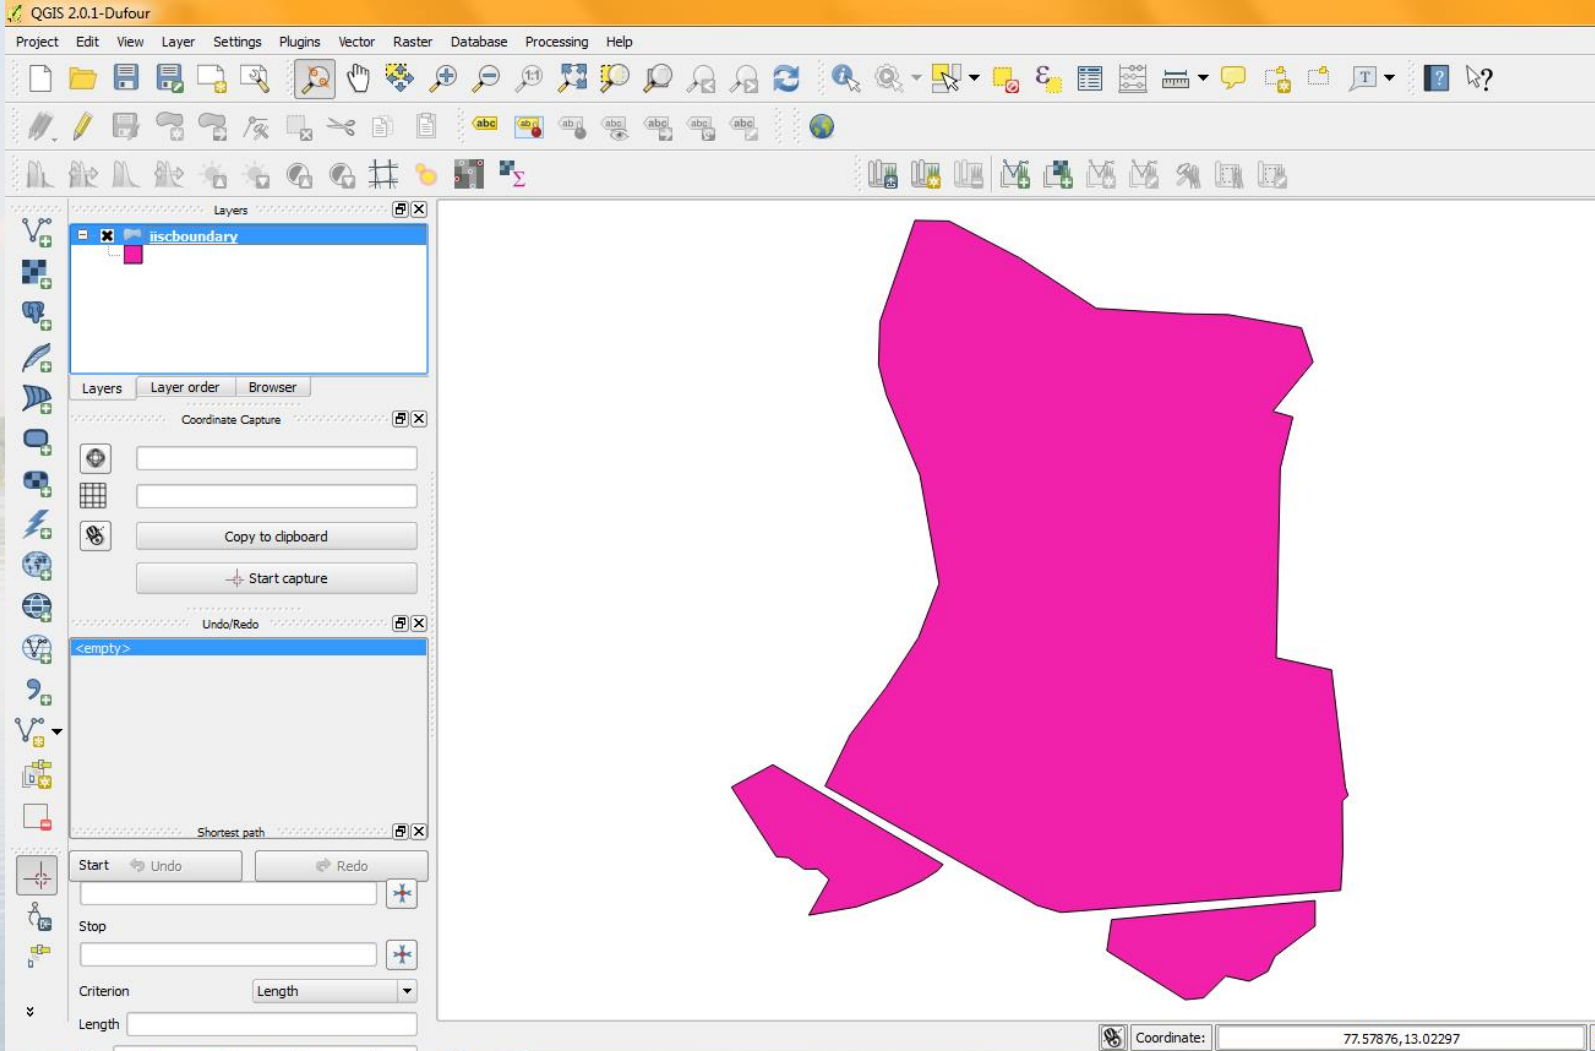 QGIS 2.0.1-Dufour
Project Edit View Layer Settings Plugins Vector Raster Database Processing Help
abc
Layers
iiscboundary
Layers Layer order Browser
Coordinate Capture
Copy to clipboard
Start capture
Undo/Redo
<empty>
Shortest path
Start Undo Redo
Stop
Criterion Length
Length
Coordinate: 77.57876,13.02297